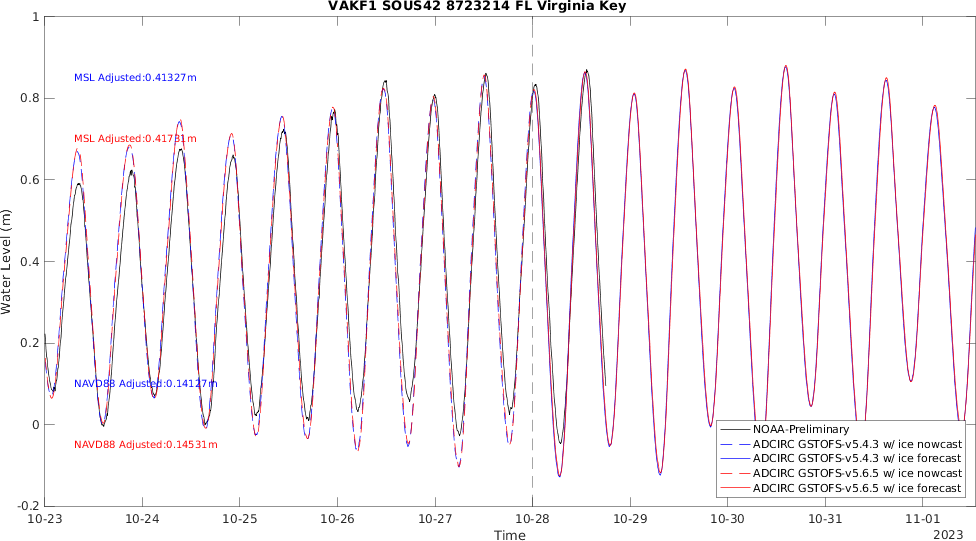 VAKF1 SOUS42 8723214 FL Virginia Key
1
MSL Adjusted:0.41327m
0.8
MSL Adjusted:0.41731m
0.6
Water Level (m)
0.4
0.2
NAVD88 Adjusted:0.14127m
0
NAVD88 Adjusted:0.14531m
NOAA-Preliminary
ADCIRC GSTOFS-v5.4.3 w/ ice nowcast
ADCIRC GSTOFS-v5.4.3 w/ ice forecast
ADCIRC GSTOFS-v5.6.5 w/ ice nowcast
ADCIRC GSTOFS-v5.6.5 w/ ice forecast
-0.2
10-23 10-24 10-25 10-26 10-27 10-28 10-29 10-30 10-31 11-01
Time
2023